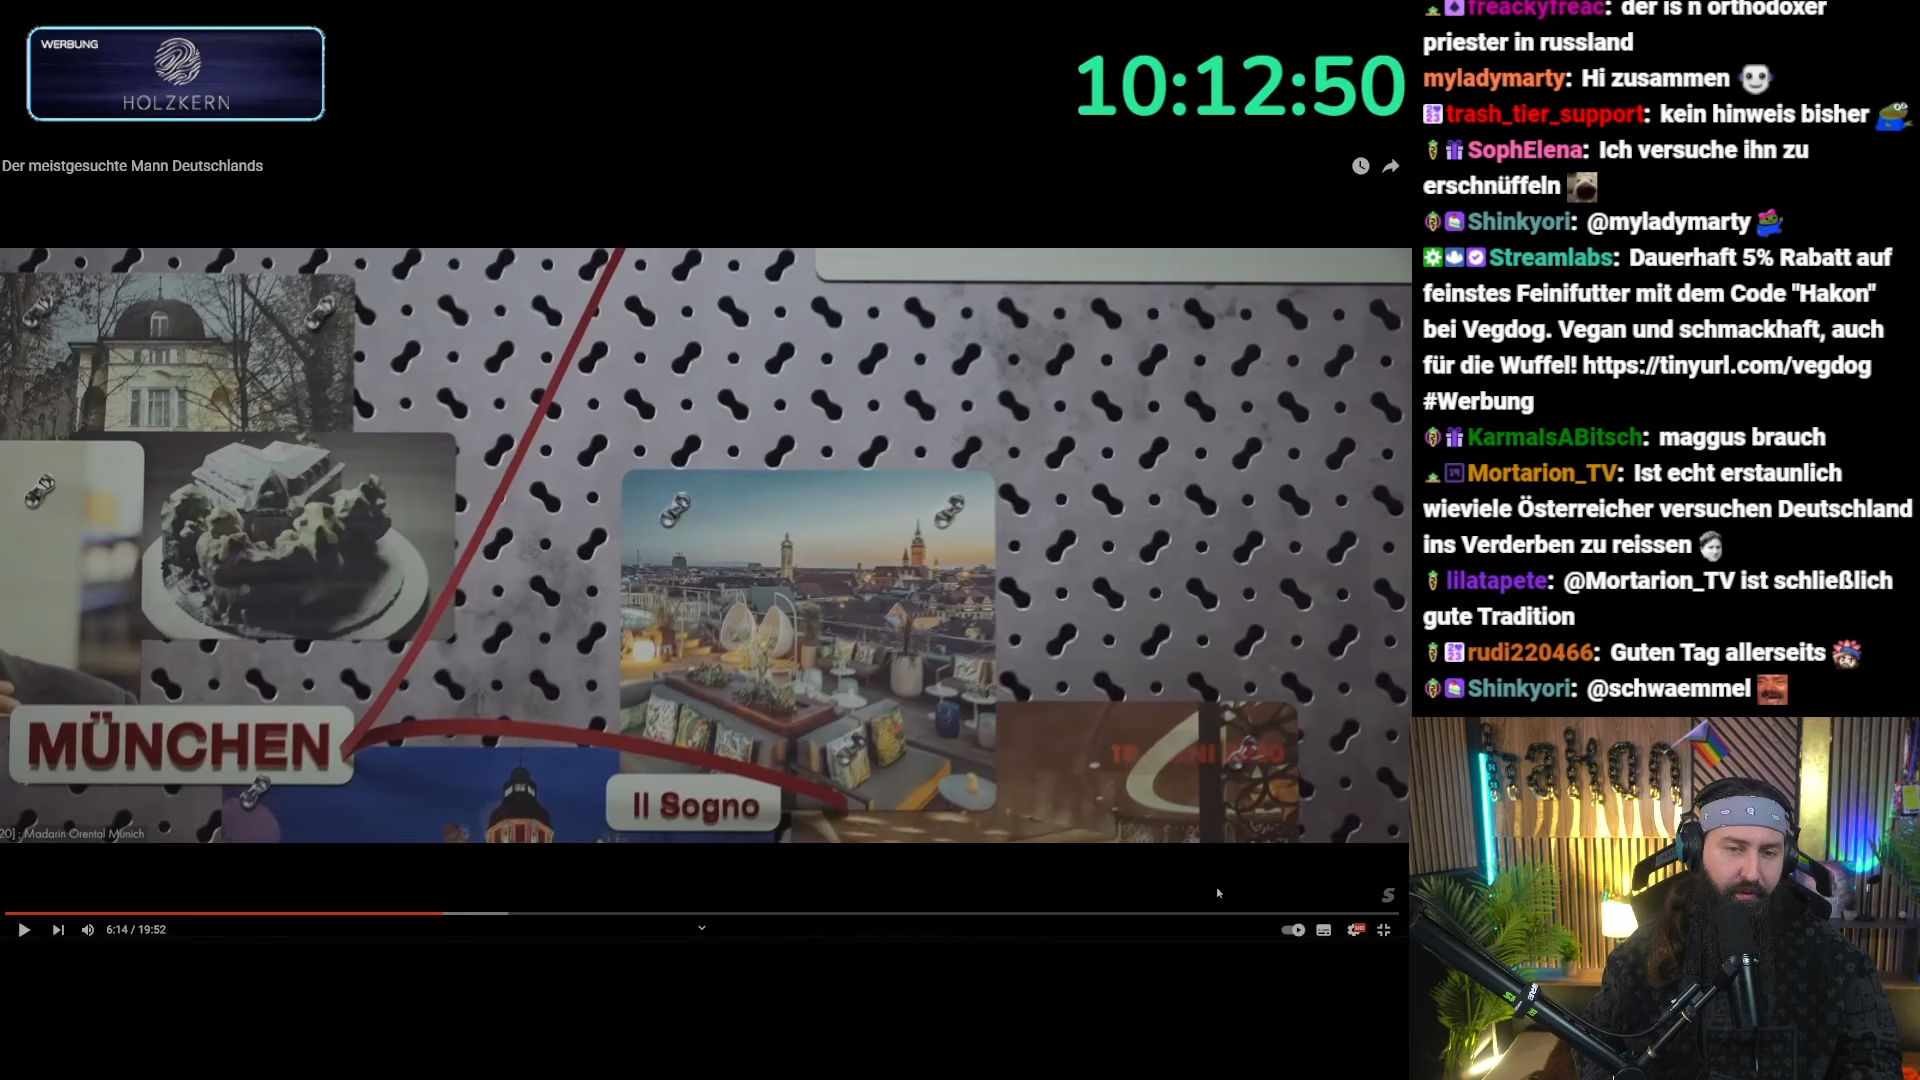 WERBUNG
HOLZKERN
10:12:50
Der meistgesuchte Mann Deutschlands
MÜNCHEN
Il Sogno
20] ; Madarin Orental Munich
6:14 / 19:52
HD
freackyfreac: der is n orthodoxer
priester in russland
myladymarty: Hi zusammen
trash_tier_support: kein hinweis bisher
SophElena: Ich versuche ihn zu
erschnüffeln
Shinkyori: @myladymarty
Streamlabs: Dauerhaft 5% Rabatt auf
feinstes Feinifutter mit dem Code "Hakon"
bei Vegdog. Vegan und schmackhaft, auch
für die Wuffel! https://tinyurl.com/vegdog
#Werbung
KarmaIsABitsch: maggus brauch
Mortarion_TV: Ist echt erstaunlich
wieviele Österreicher versuchen Deutschland
ins Verderben zu reissen
lilatapete: @Mortarion_TV ist schließlich
gute Tradition
rudi220466: Guten Tag allerseits
Shinkyori: @schwaemmel
hakon